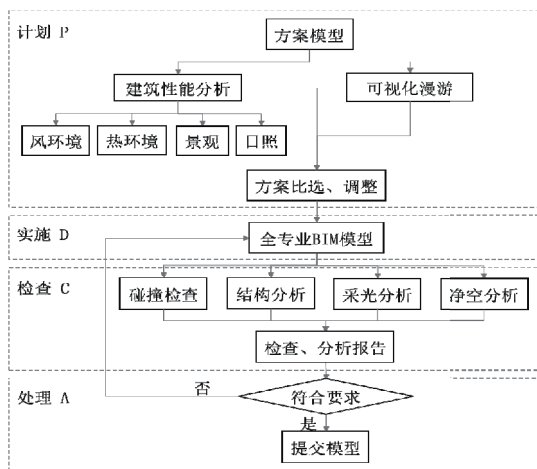 计划 P
方案模型
建筑性能分析
可视化漫游
风环境
热环境
景观
日照
方案比选、调整
实施 D
全专业BIM模型
检查 C
碰撞检查
结构分析
采光分析
净空分析
检查、分析报告
处理 A
否
符合要求
是
提交模型